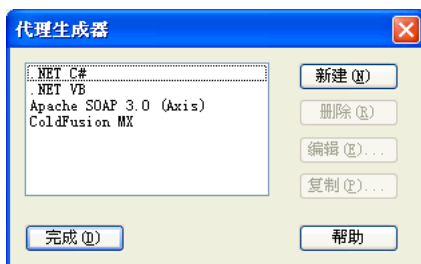 代理生成器
.NET C#
.NET VB
Apache SOAP 3.0 (Axis)
ColdFusion MX
新建(N)
删除(R)
编辑(E)...
复制(P)...
完成(D)
帮助